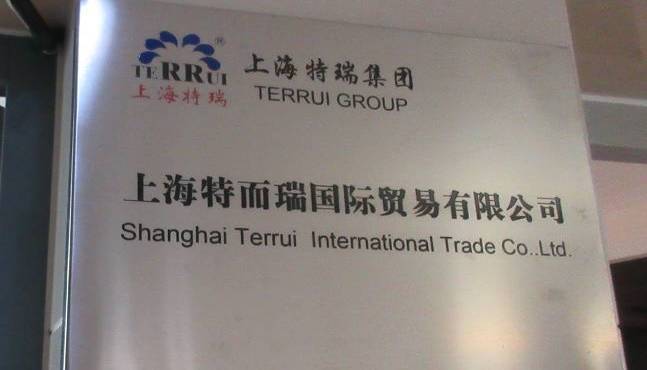 ®
TERRUI
上海特瑞
上海特瑞集团
TERRUI GROUP
上海特而瑞国际贸易有限公司
Shanghai Terrui International Trade Co..Ltd.